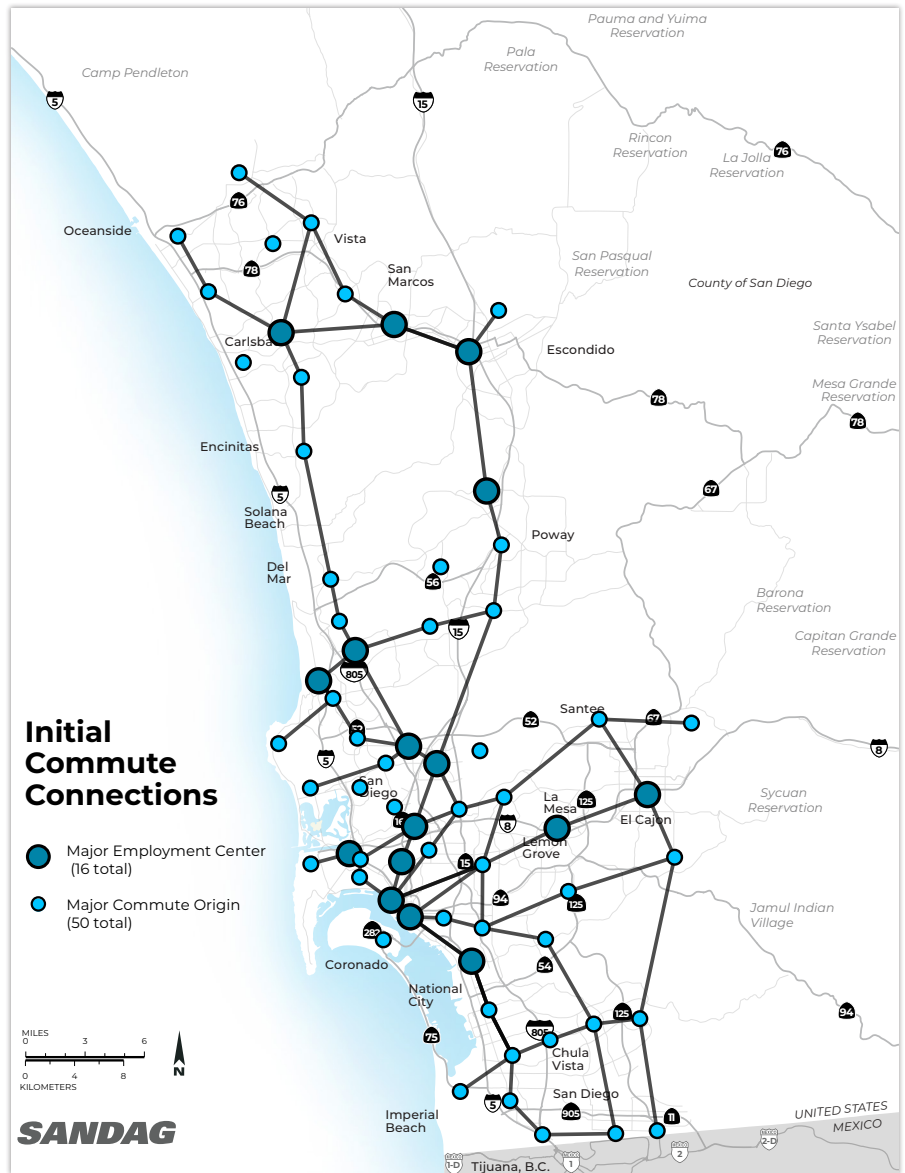 Pauma and Yuima
Reservation
Pala
Reservation
Camp Pendleton
5
15
Rincon
Reservation
La Jolla
Reservation
76
76
Oceanside
Vista
78
San
Marcos
San Pasqual
Reservation
County of San Diego
Santa Ysabel
Reservation
Carlsba
Escondido
Mesa Grande
Reservation
78
78
Encinitas
5
67
Solana
Beach
Poway
Del
Mar
56
Barona
Reservation
15
Capitan Grande
Reservation
805
Initial
Commute
Connections
Santee
67
52
52
5
8
San
Diego
La
Mesa
125
Sycuan
Reservation
El Cajon
16
8
Lemon
Grove
Major Employment Center
(16 total)
15
94
125
Major Commute Origin
(50 total)
Jamul Indian
Village
282
Coronado
54
National
City
94
125
805
75
MILES
0 3 6
0 4 8
KILOMETERS
N
Chula
Vista
San Diego
5
905
11
Imperial
Beach
UNITED STATES
MEXICO
SANDAG
1-D
Tijuana, B.C.
1
2
2-D